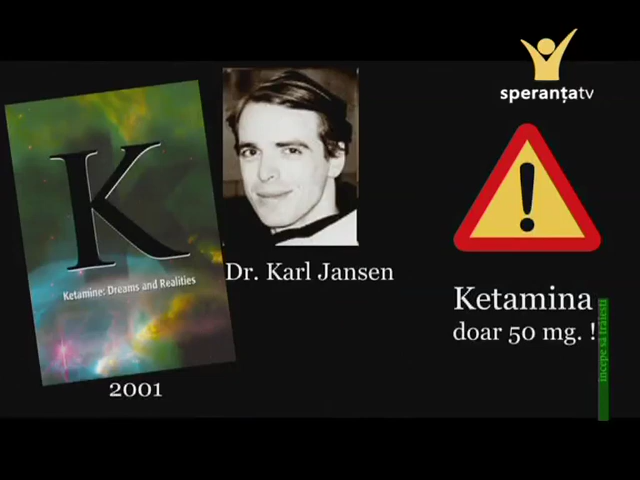 speranțatv
K
Ketamine: Dreams and Realities
2001
Dr. Karl Jansen
Ketamina
doar 50 mg. !
începe să trăiești